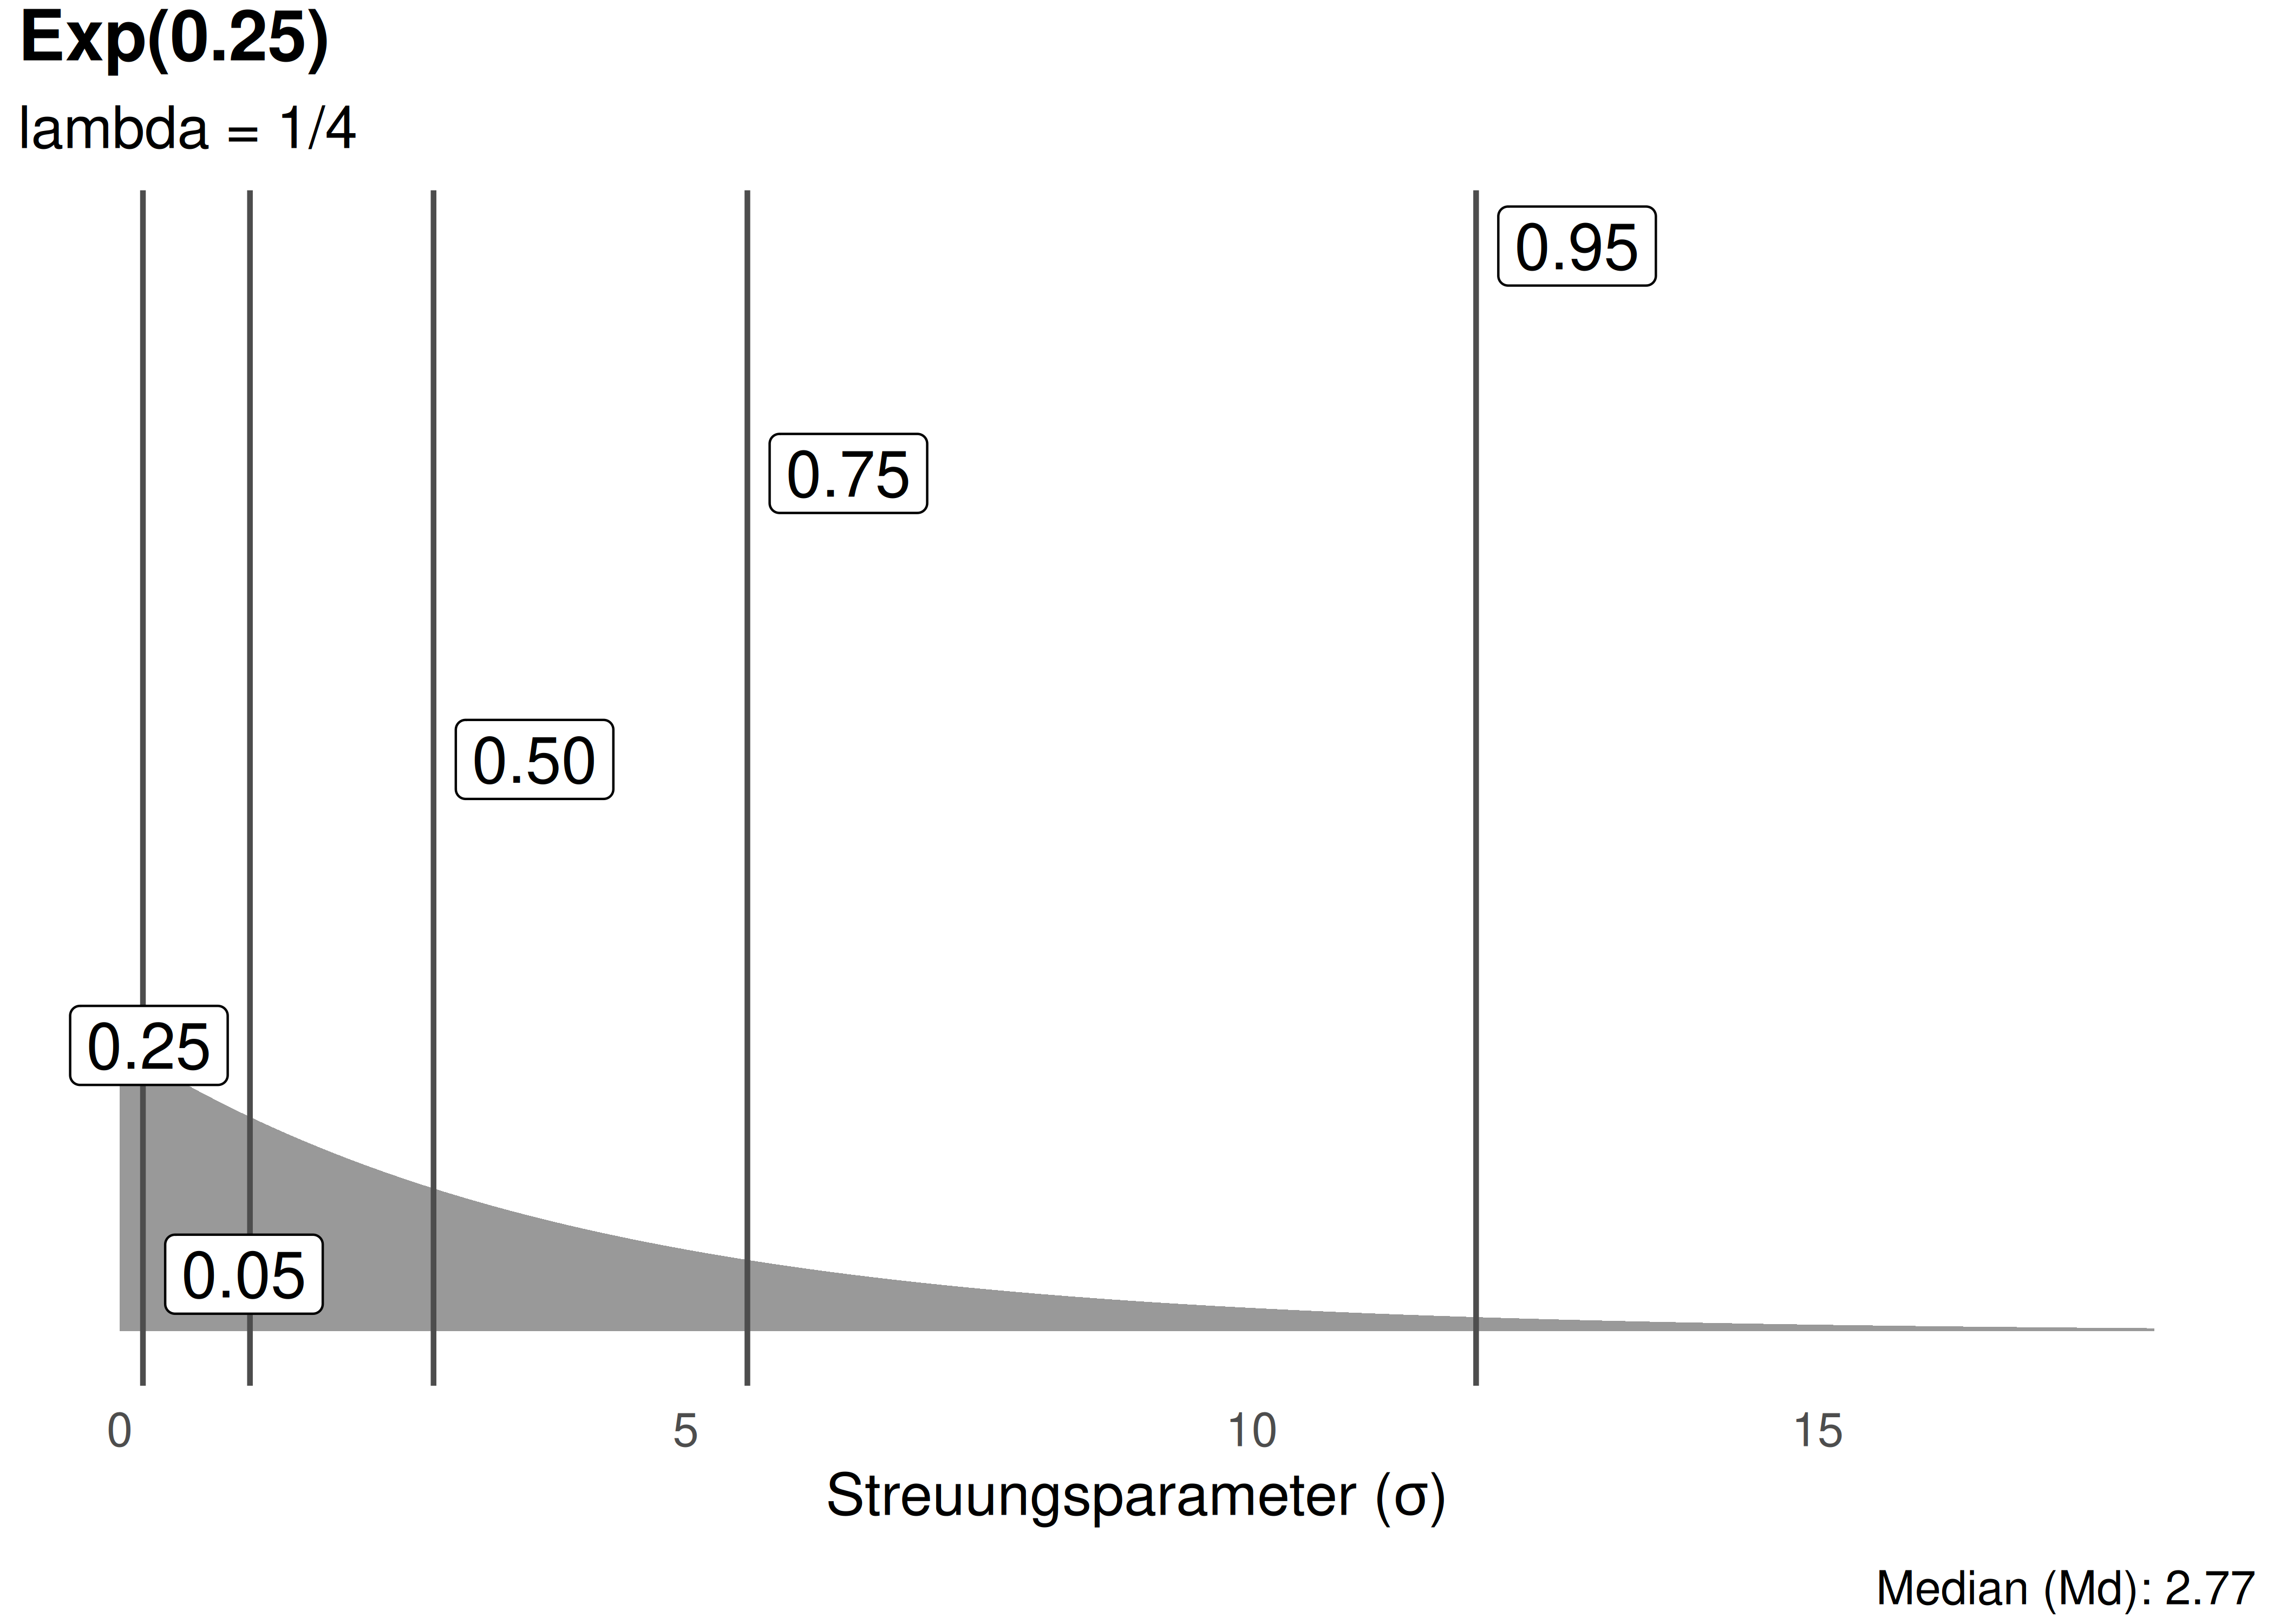 Exp(0.25)
lambda = 1/4
0.95
0.75
0.50
0.25
0.05
0 5 10 15
Streuungsparameter (σ)
Median (Md): 2.77